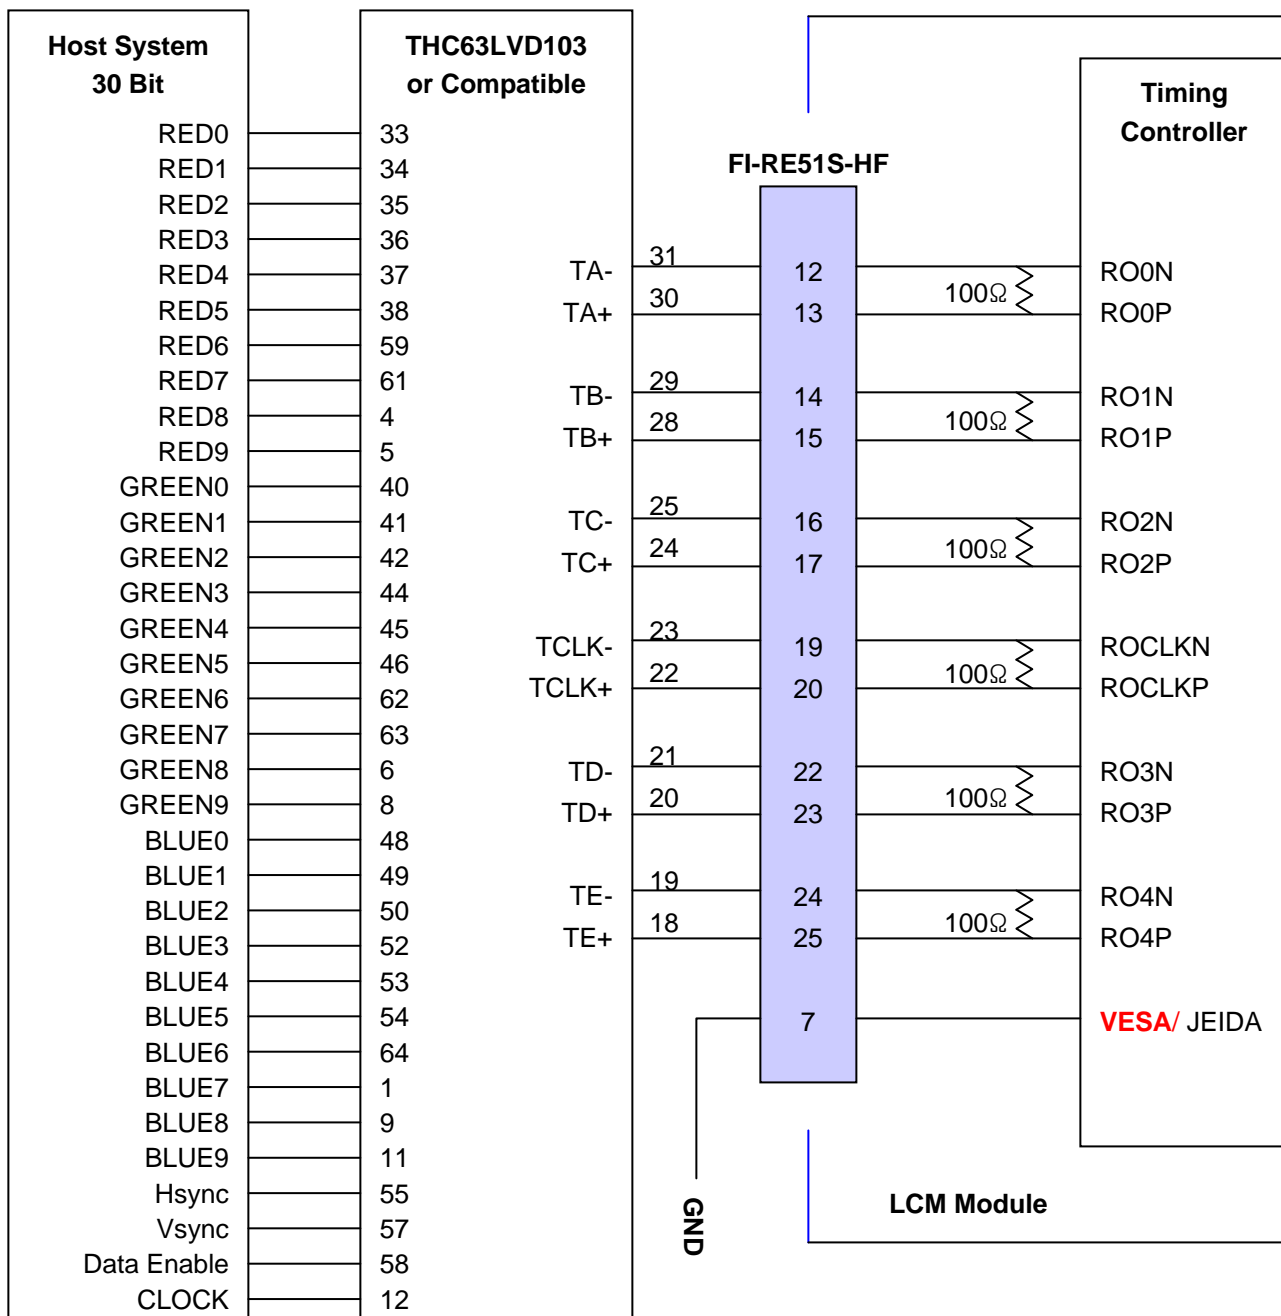 Host System
30 Bit
RED0
RED1
RED2
RED3
RED4
RED5
RED6
RED7
RED8
RED9
GREEN0
GREEN1
GREEN2
GREEN3
GREEN4
GREEN5
GREEN6
GREEN7
GREEN8
GREEN9
BLUE0
BLUE1
BLUE2
BLUE3
BLUE4
BLUE5
BLUE6
BLUE7
BLUE8
BLUE9
Hsync
Vsync
Data Enable
CLOCK
THC63LVD103
or Compatible
33
34
35
36
37
38
59
61
4
5
40
41
42
44
45
46
62
63
6
8
48
49
50
52
53
54
64
1
9
11
55
57
58
12
TA-
TA+
TB-
TB+
TC-
TC+
TCLK-
TCLK+
TD-
TD+
TE-
TE+
31
30
29
28
25
24
23
22
21
20
19
18
GND
FI-RE51S-HF
12
13
14
15
16
17
19
20
22
23
24
25
7
100Ω
100Ω
100Ω
100Ω
100Ω
100Ω
Timing
Controller
RO0N
RO0P
RO1N
RO1P
RO2N
RO2P
ROCLKN
ROCLKP
RO3N
RO3P
RO4N
RO4P
VESA/ JEIDA
LCM Module